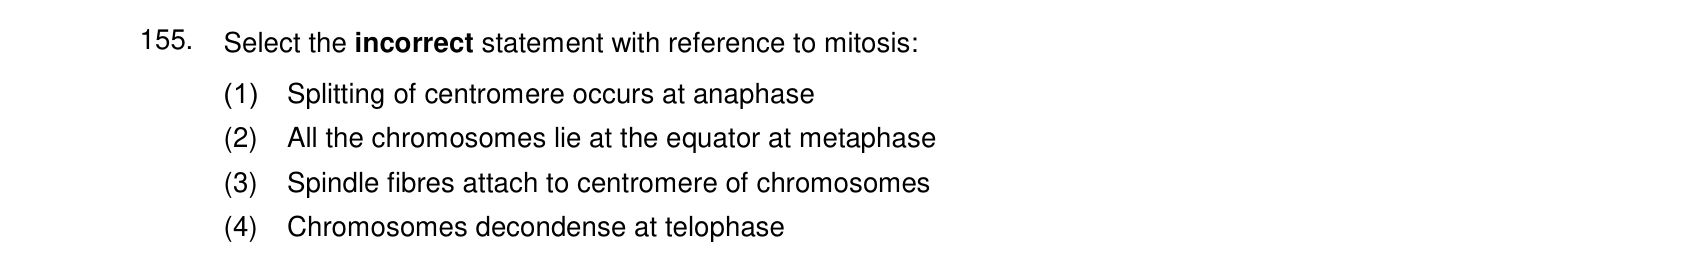 155. Select the incorrect statement with reference to mitosis:
(1) Splitting of centromere occurs at anaphase
(2) All the chromosomes lie at the equator at metaphase
(3) Spindle fibres attach to centromere of chromosomes
(4) Chromosomes decondense at telophase